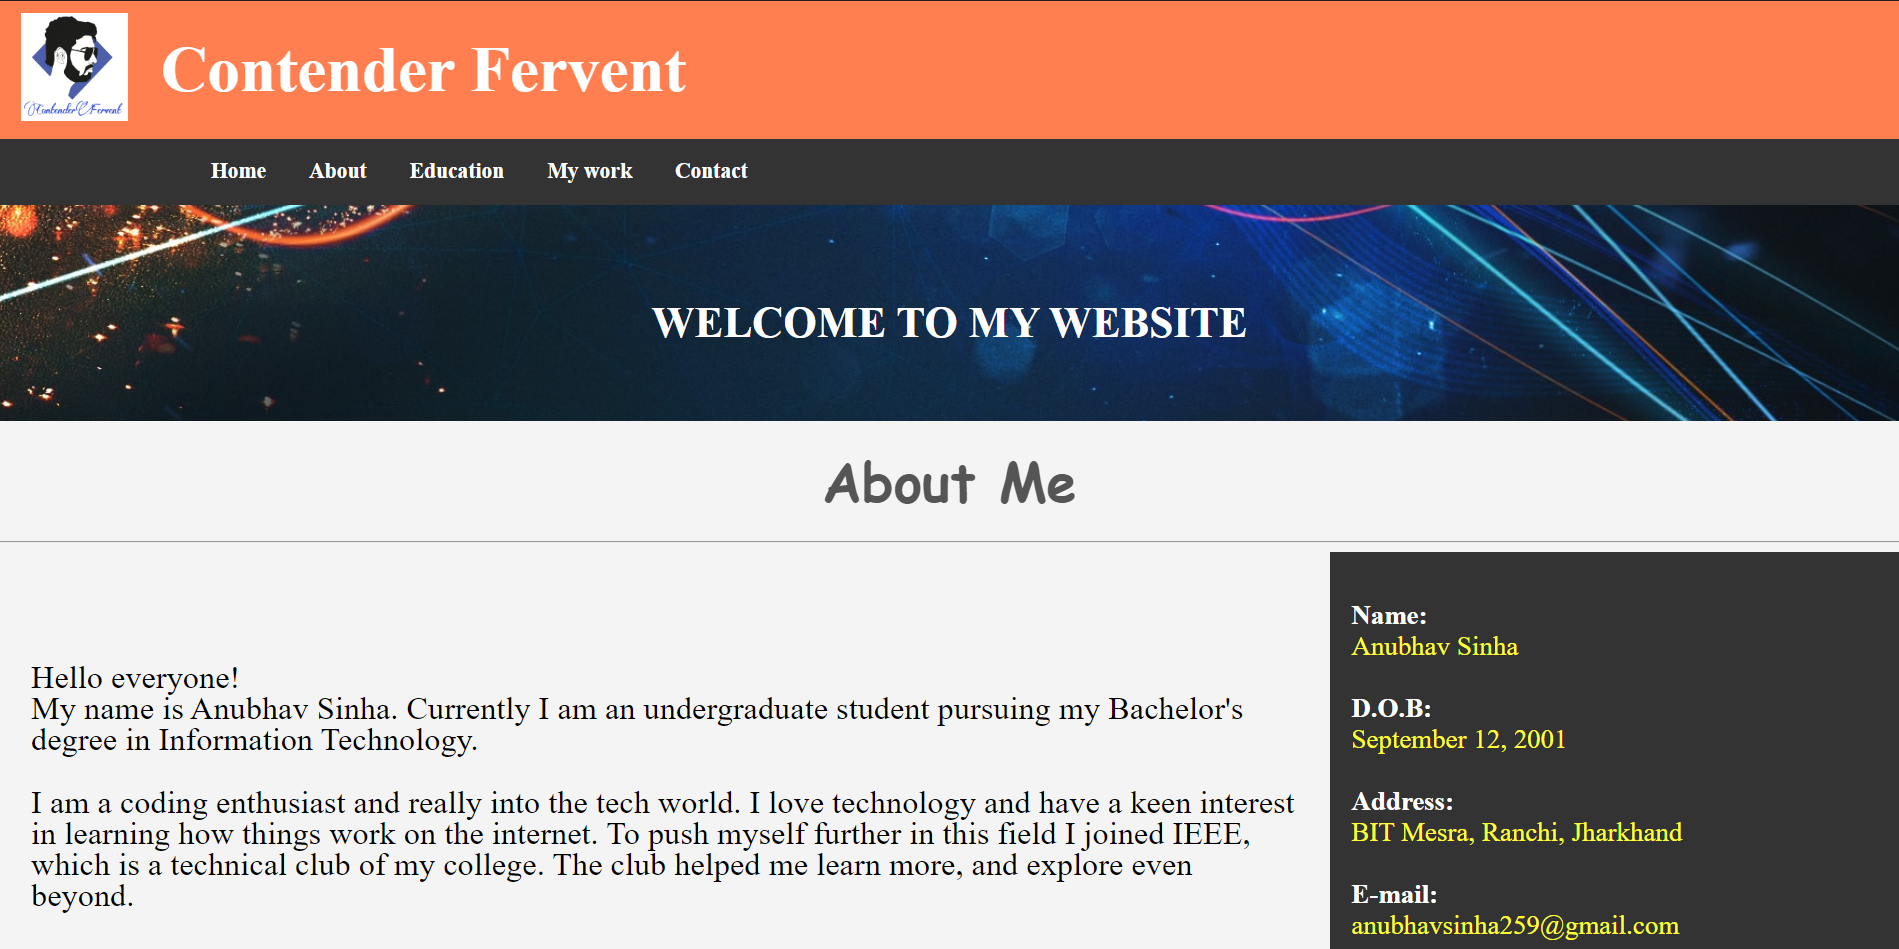 Contender Fervent
Contender Fervent
Home About Education My work Contact
WELCOME TO MY WEBSITE
About Me
Hello everyone!
My name is Anubhav Sinha. Currently I am an undergraduate student pursuing my Bachelor's
degree in Information Technology.
I am a coding enthusiast and really into the tech world. I love technology and have a keen interest
in learning how things work on the internet. To push myself further in this field I joined IEEE,
which is a technical club of my college. The club helped me learn more, and explore even
beyond.
Name:
Anubhav Sinha
D.O.B:
September 12, 2001
Address:
BIT Mesra, Ranchi, Jharkhand
E-mail:
anubhavsinha259@gmail.com